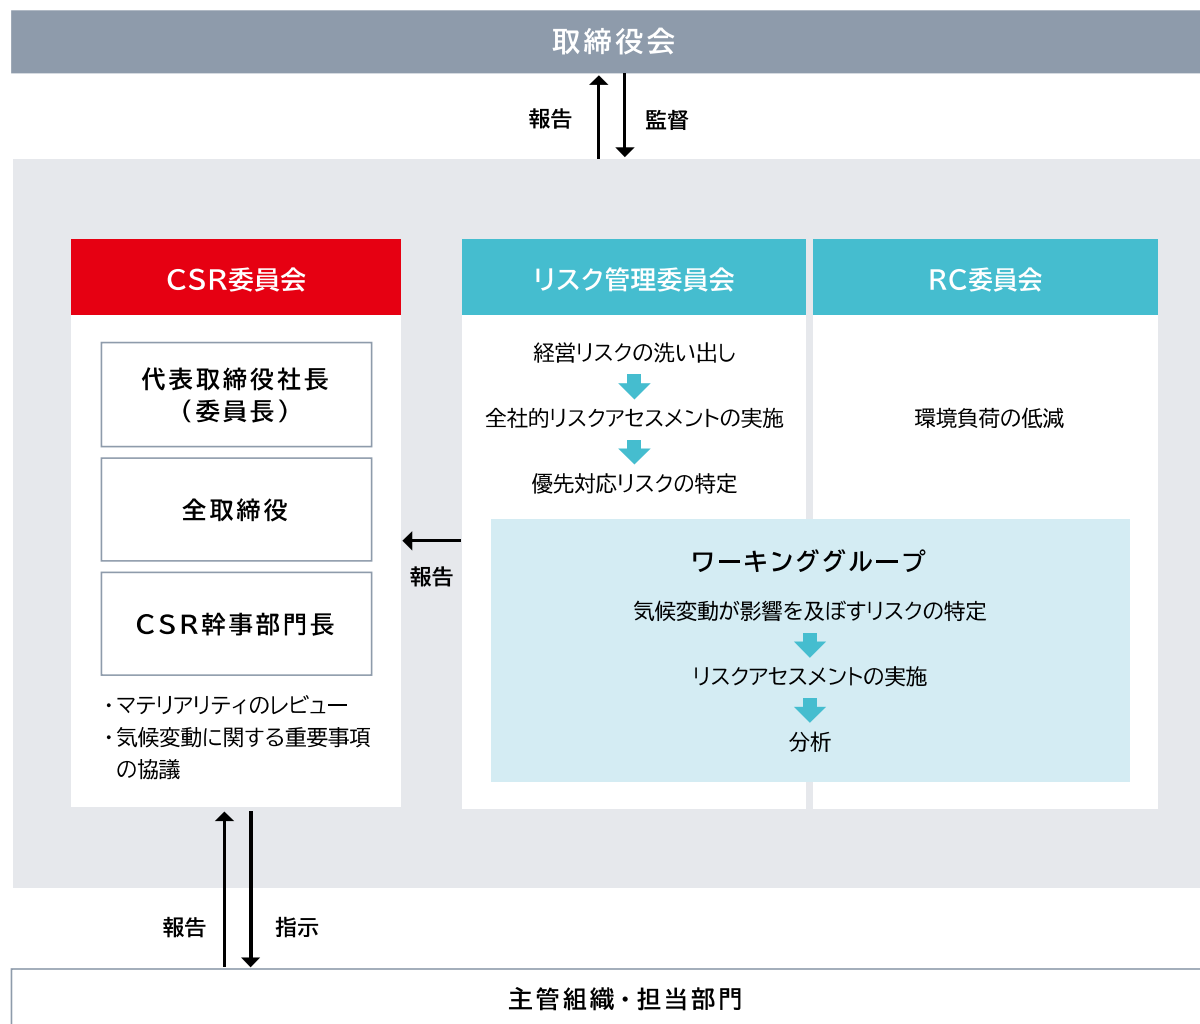 取締役会
報告
監督
CSR委員会
代表取締役社長
（委員長）
全取締役
CSR幹事部門長
・マテリアリティのレビュー
・気候変動に関する重要事項
の協議
報告
リスク管理委員会
経営リスクの洗い出し
全社的リスクアセスメントの実施
優先対応リスクの特定
RC委員会
環境負荷の低減
ワーキンググループ
気候変動が影響を及ぼすリスクの特定
リスクアセスメントの実施
分析
報告
指示
主管組織・担当部門